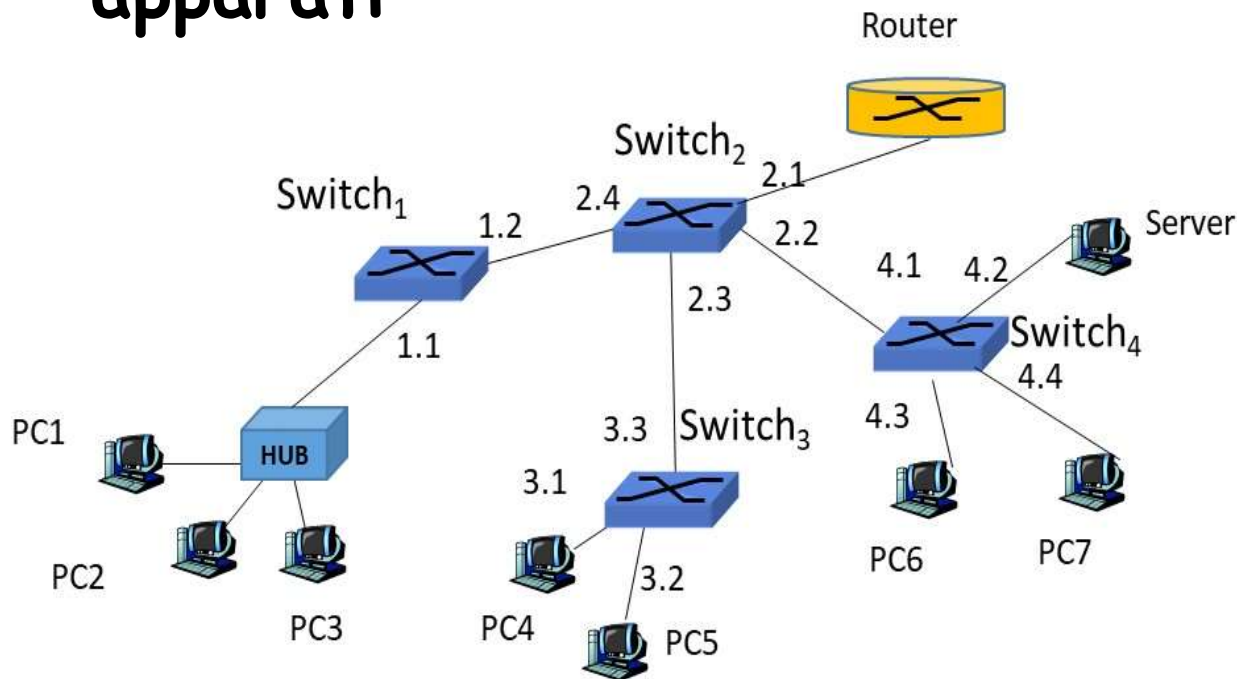 apparati
Router
Switch₂
2.1
Switch₁
2.4
1.2
2.2
Server
4.1
4.2
2.3
1.1
Switch₄
4.4
4.3
PC1
HUB
3.3
Switch₃
3.1
PC2
3.2
PC3
PC4
PC5
PC6
PC7